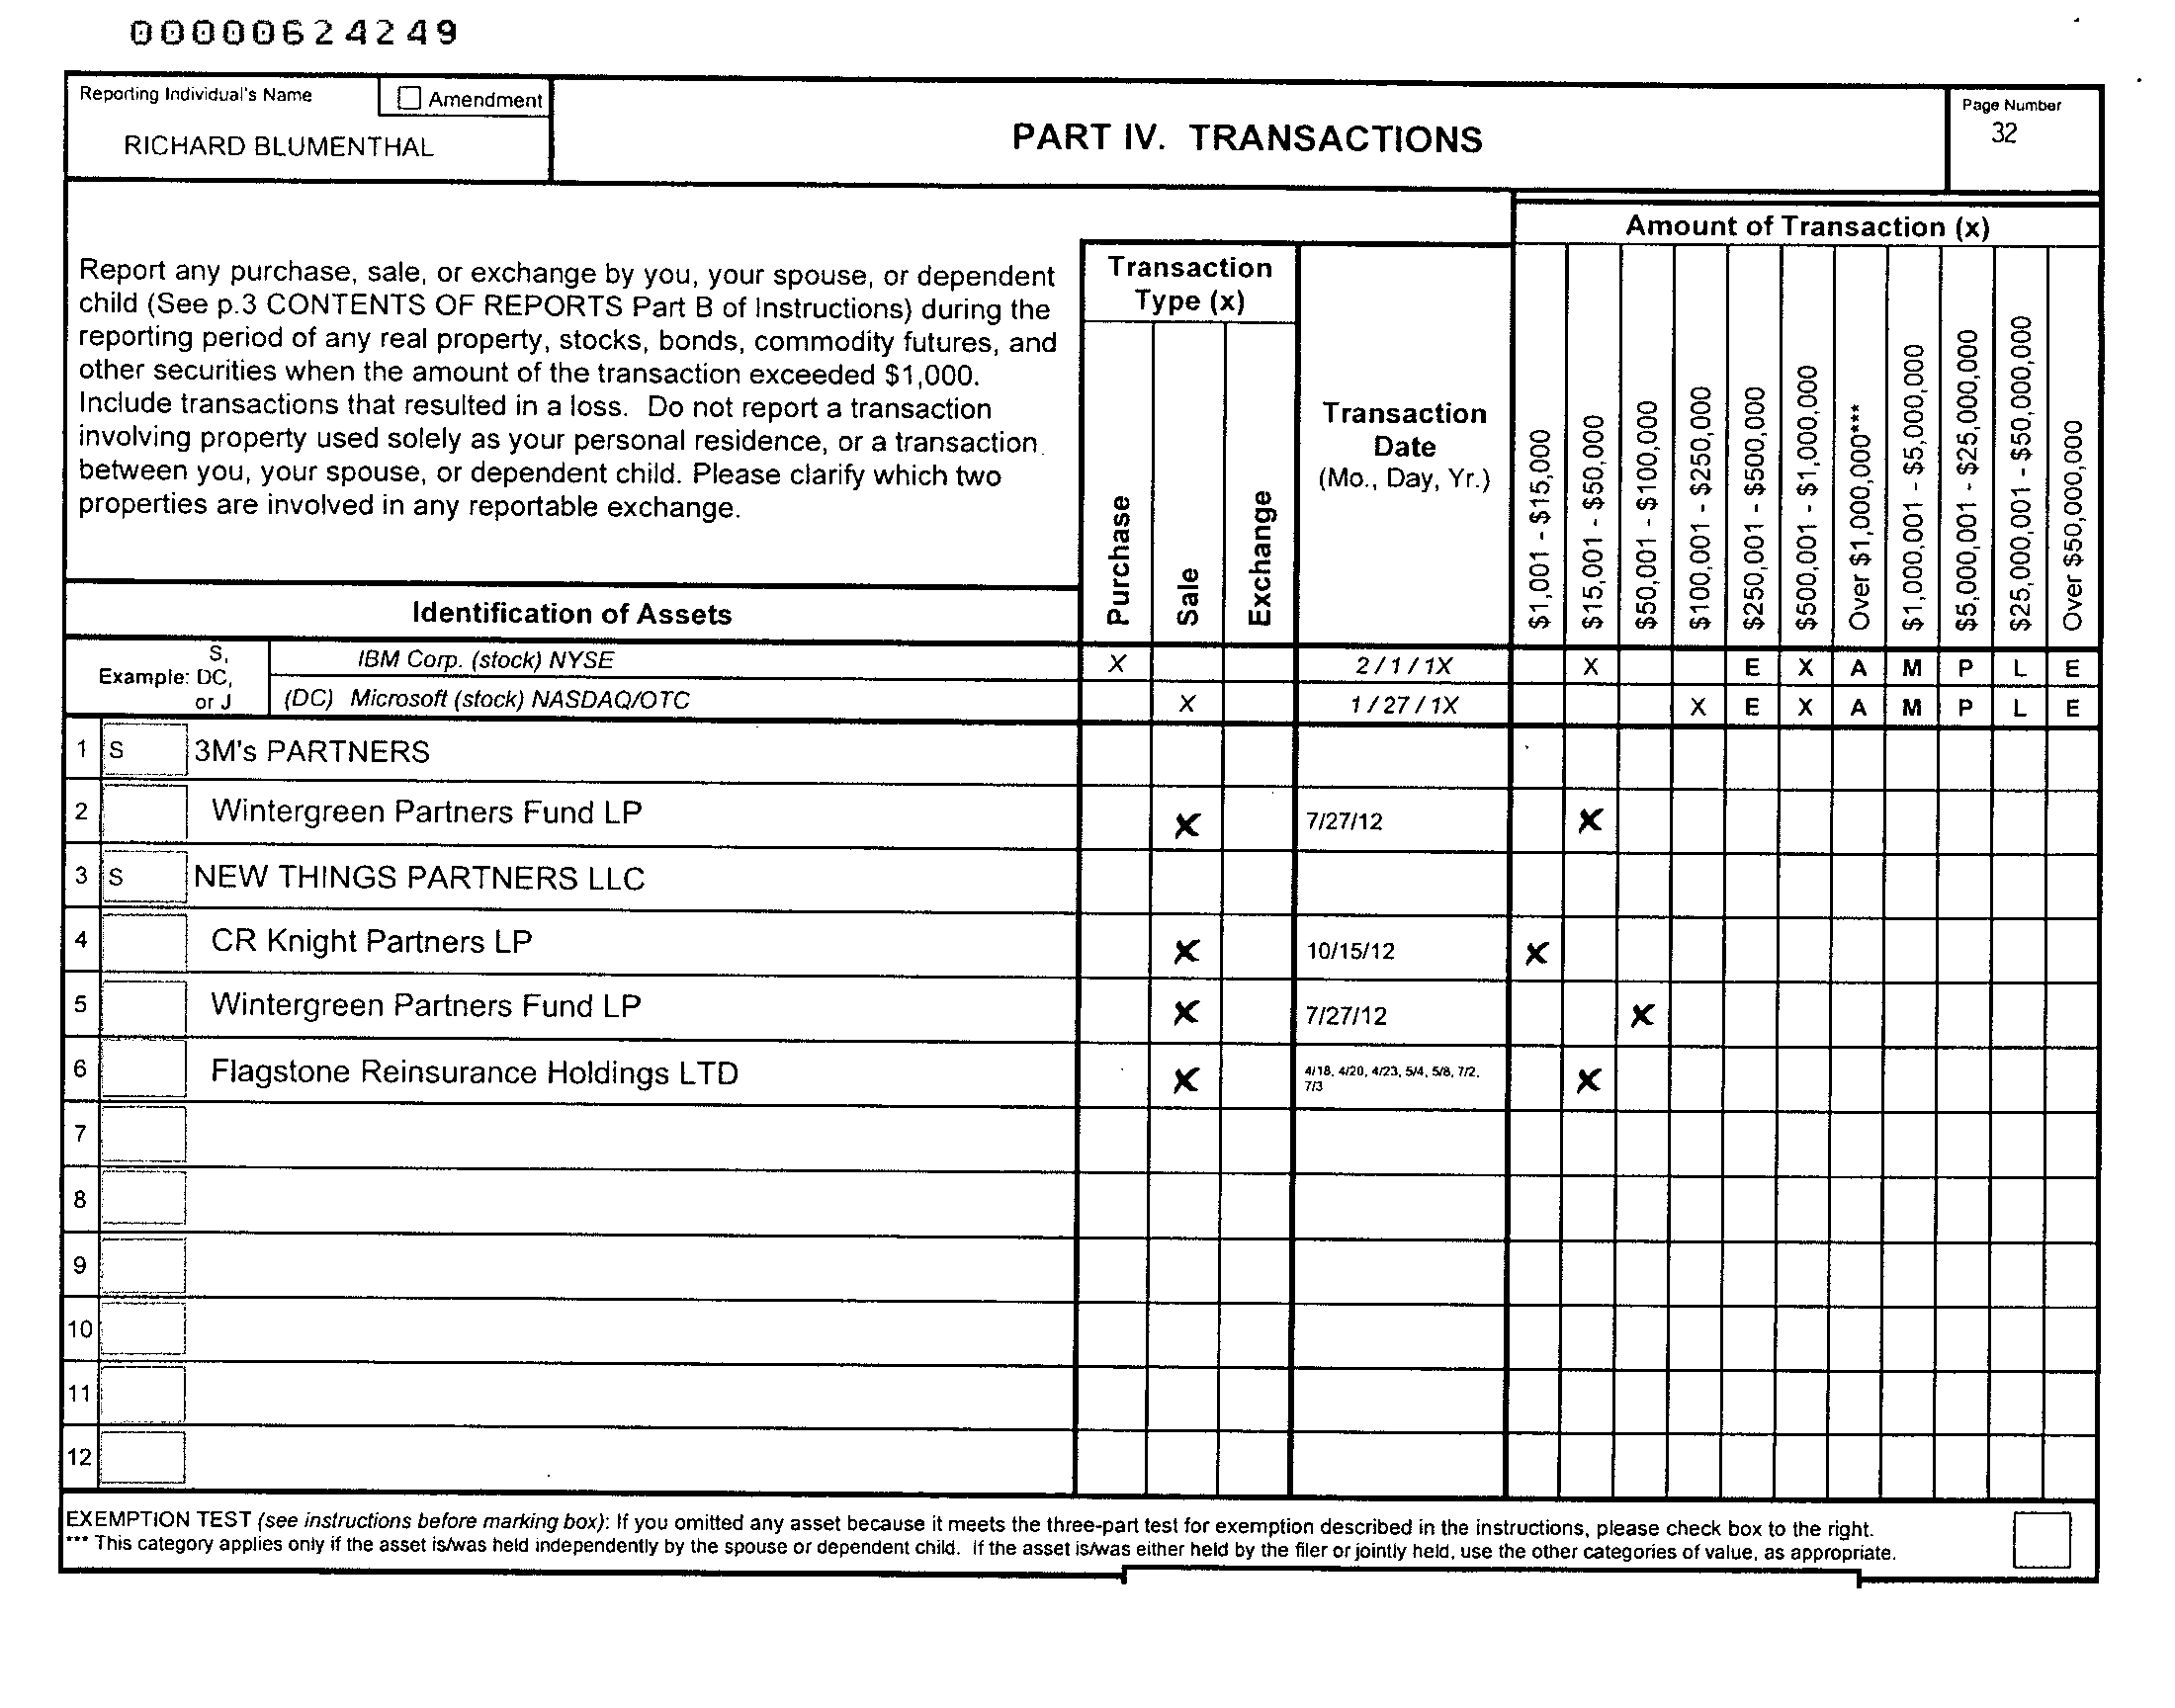 00000624249
Reporting Individual's Name
Amendment
RICHARD BLUMENTHAL
PART IV. TRANSACTIONS
Page Number
32
Report any purchase, sale, or exchange by you, your spouse, or dependent
child (See p.3 CONTENTS OF REPORTS Part B of Instructions) during the
reporting period of any real property, stocks, bonds, commodity futures, and
other securities when the amount of the transaction exceeded $1,000.
Include transactions that resulted in a loss. Do not report a transaction
involving property used solely as your personal residence, or a transaction
between you, your spouse, or dependent child. Please clarify which two
properties are involved in any reportable exchange.
Identification of Assets
Transaction
Type (x)
Purchase
Sale
Exchange
Transaction
Date
(Mo., Day, Yr.)
Amount of Transaction (x)
$1,001 - $15,000
$15,001 - $50,000
$50,001 - $100,000
$100,001 - $250,000
$250,001 - $500,000
$500,001 - $1,000,000
Over $1,000,000***
$1,000,001 - $5,000,000
$5,000,001 - $25,000,000
$25,000,001 - $50,000,000
Over $50,000,000
Example: S, DC, or J
IBM Corp. (stock) NYSE X 2 / 1 / 1X X E X A M P L E
(DC) Microsoft (stock) NASDAQ/OTC X 1 / 27 / 1X X E X A M P L E
1 S 3M's PARTNERS
2 Wintergreen Partners Fund LP X 7/27/12 X
3 S NEW THINGS PARTNERS LLC
4 CR Knight Partners LP X 10/15/12 X
5 Wintergreen Partners Fund LP X 7/27/12 X
6 Flagstone Reinsurance Holdings LTD X 4/18, 4/20, 4/23, 5/4, 5/8, 7/2, 7/3 X
7
8
9
10
11
12
EXEMPTION TEST (see instructions before marking box): If you omitted any asset because it meets the three-part test for exemption described in the instructions, please check box to the right.
*** This category applies only if the asset is/was held independently by the spouse or dependent child. If the asset is/was either held by the filer or jointly held, use the other categories of value, as appropriate.